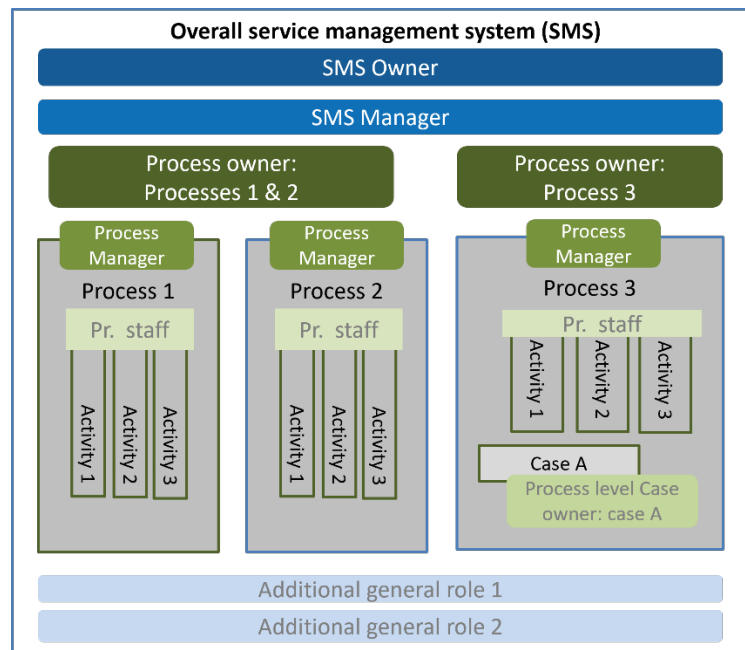 Overall service management system (SMS)
SMS Owner
SMS Manager
Process owner:
Processes 1 & 2
Process owner:
Process 3
Process
Manager
Process 1
Pr. staff
Activity 1
Activity 2
Activity 3
Process
Manager
Process 2
Pr. staff
Activity 1
Activity 2
Activity 3
Process
Manager
Process 3
Pr. staff
Activity 1
Activity 2
Activity 3
Case A
Process level Case
owner: case A
Additional general role 1
Additional general role 2